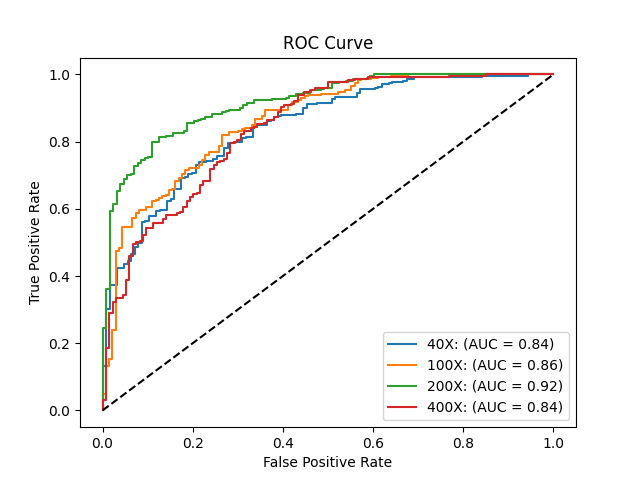 ROC Curve
1.0
0.8
0.6
0.4
0.2
0.0
True Positive Rate
0.0 0.2 0.4 0.6 0.8 1.0
False Positive Rate
40X: (AUC = 0.84)
100X: (AUC = 0.86)
200X: (AUC = 0.92)
400X: (AUC = 0.84)